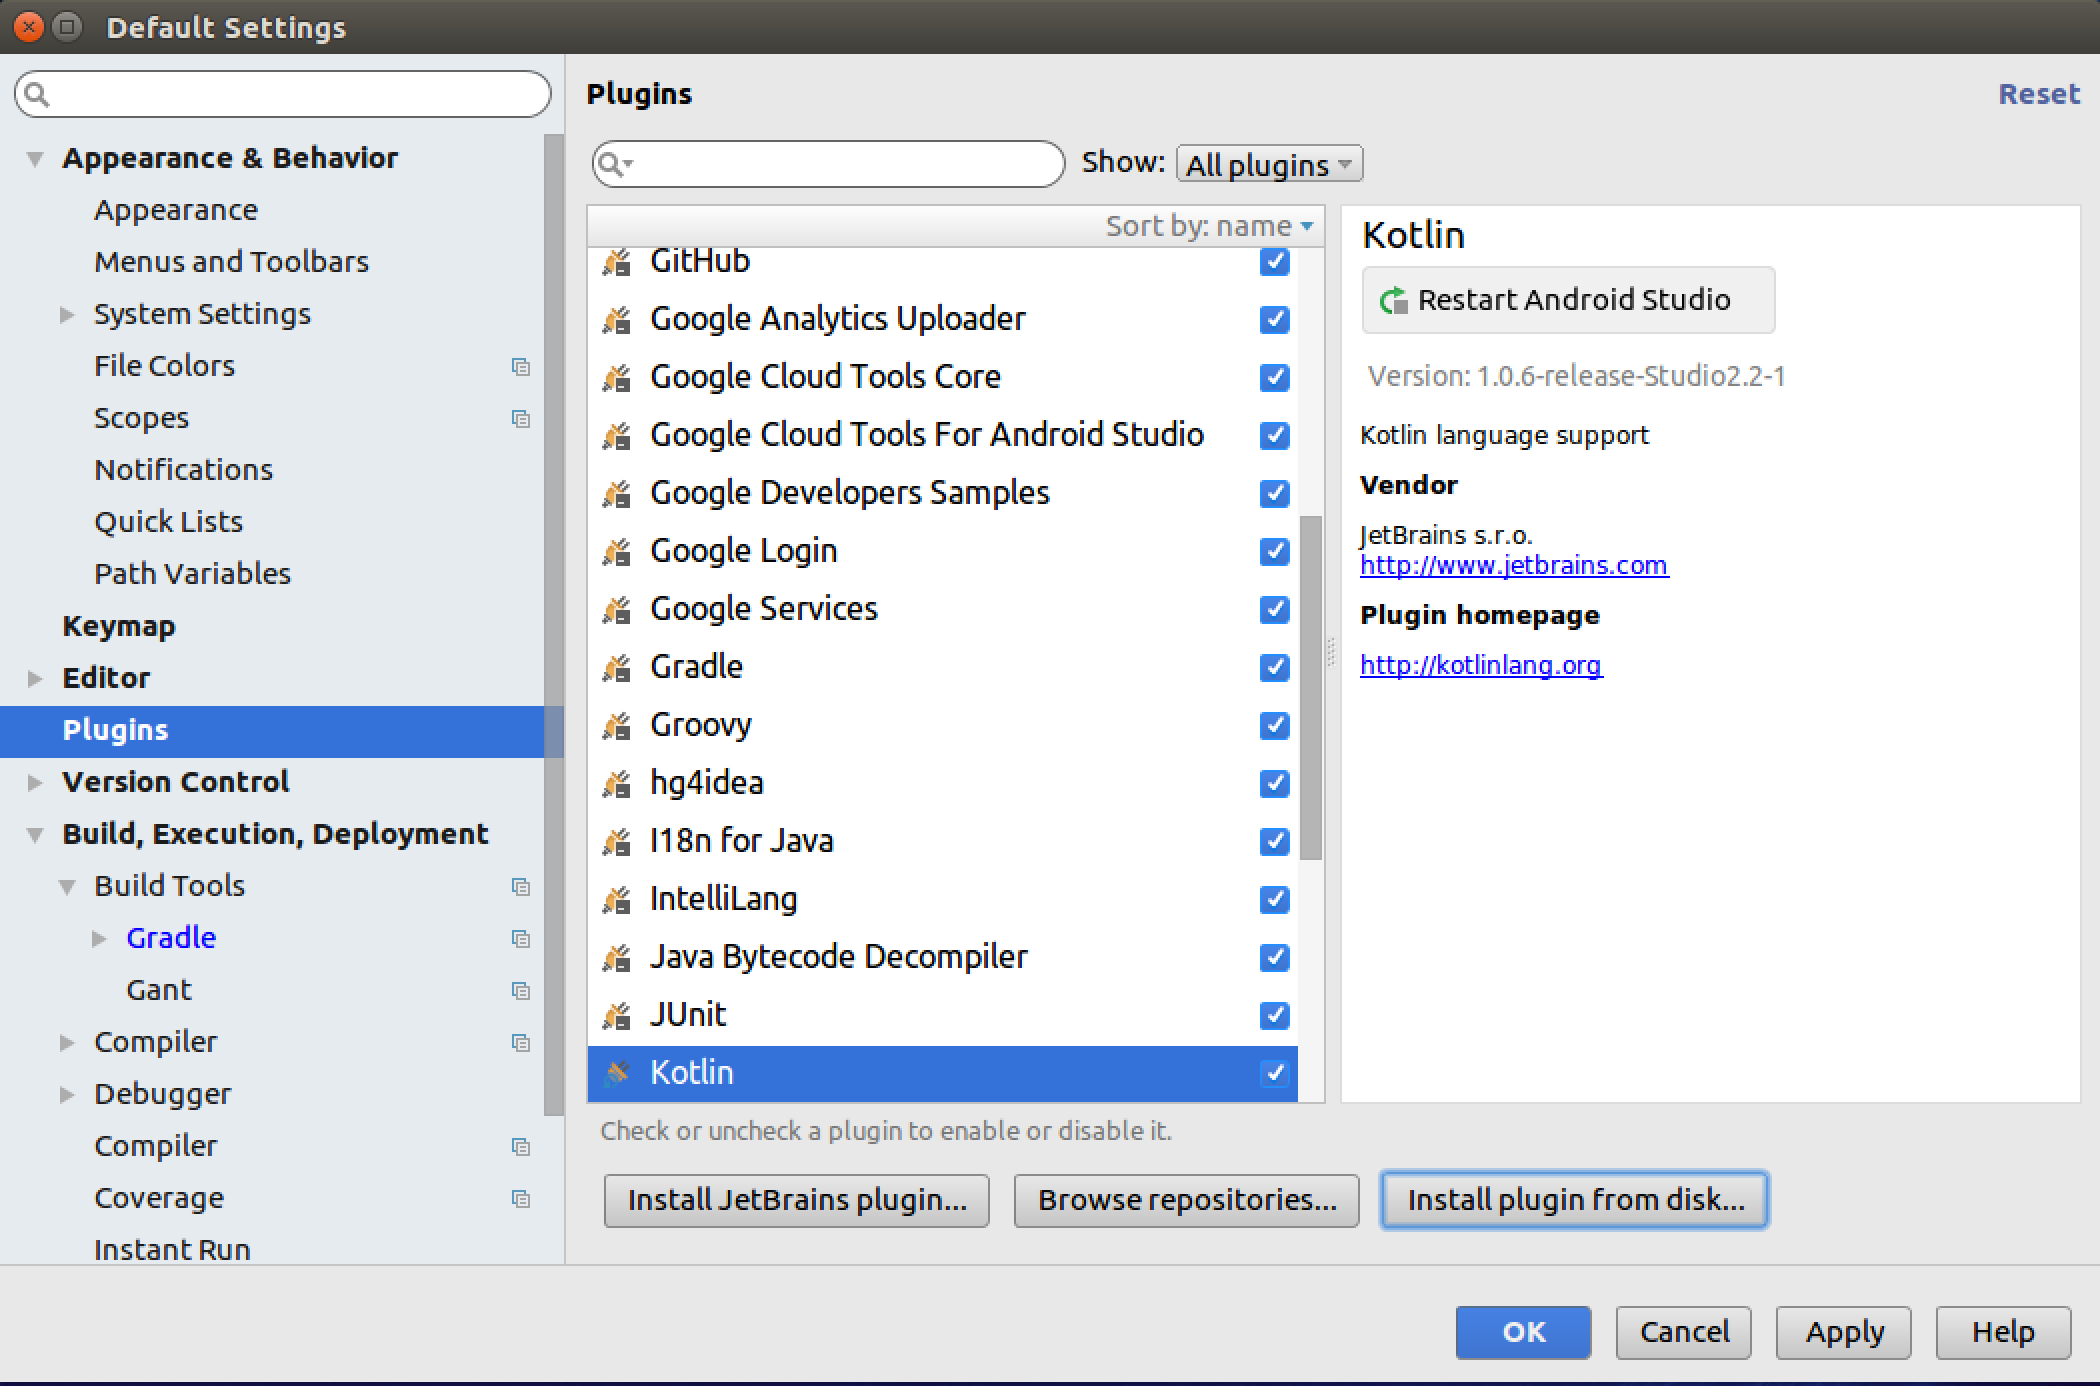 Default Settings
Appearance & Behavior
Appearance
Menus and Toolbars
System Settings
File Colors
Scopes
Notifications
Quick Lists
Path Variables
Keymap
Editor
Plugins
Version Control
Build, Execution, Deployment
Build Tools
Gradle
Gant
Compiler
Debugger
Compiler
Coverage
Instant Run
Plugins
Reset
Show: All plugins
Sort by: name
GitHub
Google Analytics Uploader
Google Cloud Tools Core
Google Cloud Tools For Android Studio
Google Developers Samples
Google Login
Google Services
Gradle
Groovy
hg4idea
I18n for Java
IntelliLang
Java Bytecode Decompiler
JUnit
Kotlin
Check or uncheck a plugin to enable or disable it.
Install JetBrains plugin... Browse repositories... Install plugin from disk...
Kotlin
Restart Android Studio
Version: 1.0.6-release-Studio2.2-1
Kotlin language support
Vendor
JetBrains s.r.o.
http://www.jetbrains.com
Plugin homepage
http://kotlinlang.org
OK Cancel Apply Help